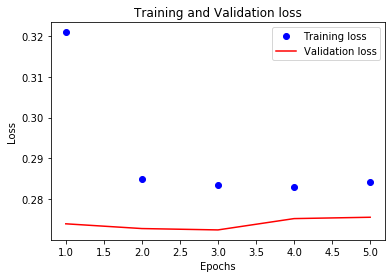 Training and Validation loss
Training loss
Validation loss
0.32
0.31
0.30
0.29
0.28
Loss
1.0 1.5 2.0 2.5 3.0 3.5 4.0 4.5 5.0
Epochs